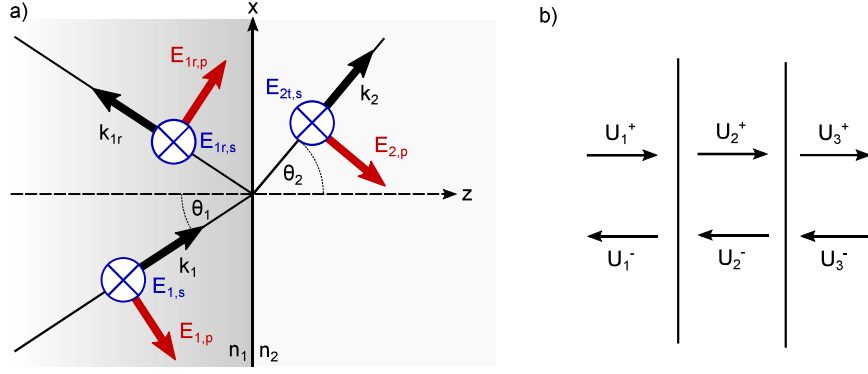 a)
x
b)
E1r,p
E2t,s
k2
k1r
E1r,s
E2,p
U1+
U2+
U3+
θ2
z
θ1
k1
E1,s
U1-
U2-
U3-
E1,p
n1
n2